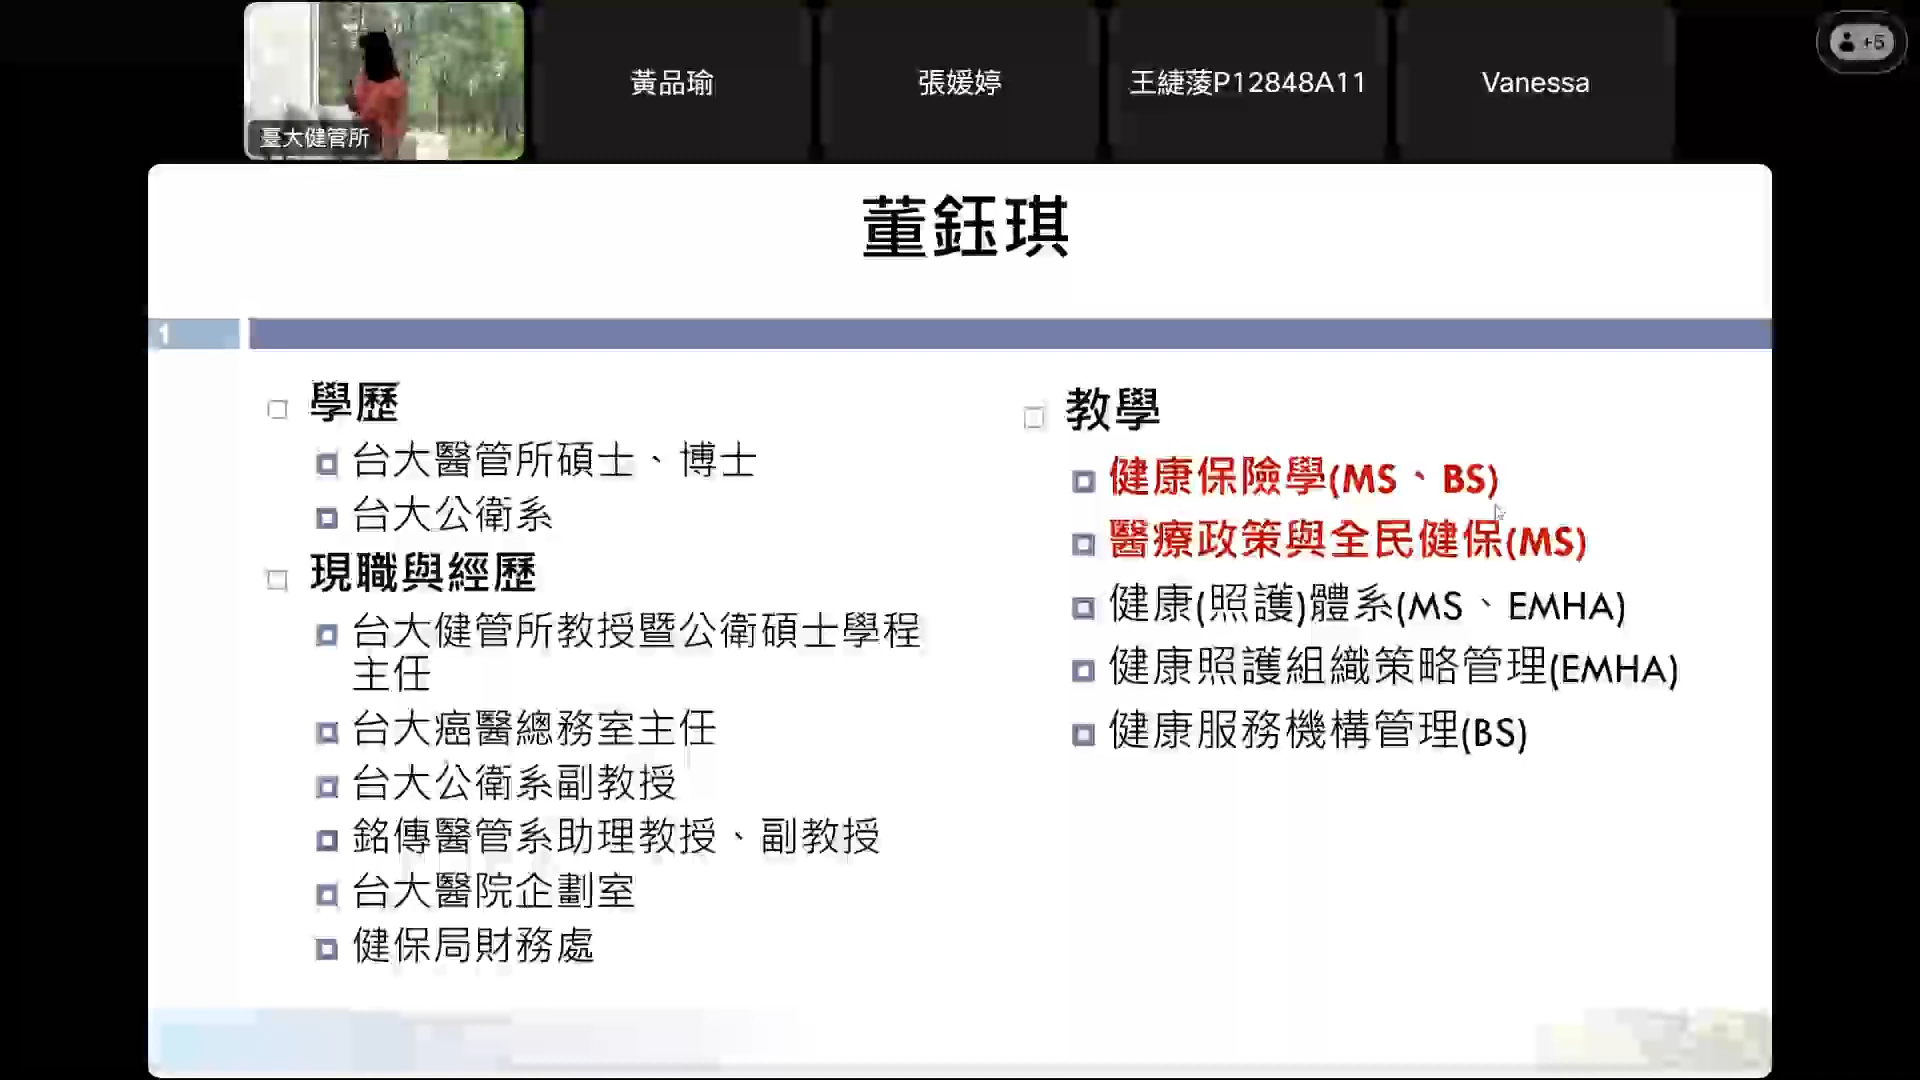 臺大健管所
黃品瑜
張媛婷
王緁蓤P12848A11
Vanessa
+5
董鈺琪
1
學歷
台大醫管所碩士、博士
台大公衛系
現職與經歷
台大健管所教授暨公衛碩士學程
主任
台大癌醫總務室主任
台大公衛系副教授
銘傳醫管系助理教授、副教授
台大醫院企劃室
健保局財務處
教學
健康保險學(MS、BS)
醫療政策與全民健保(MS)
健康(照護)體系(MS、EMHA)
健康照護組織策略管理(EMHA)
健康服務機構管理(BS)